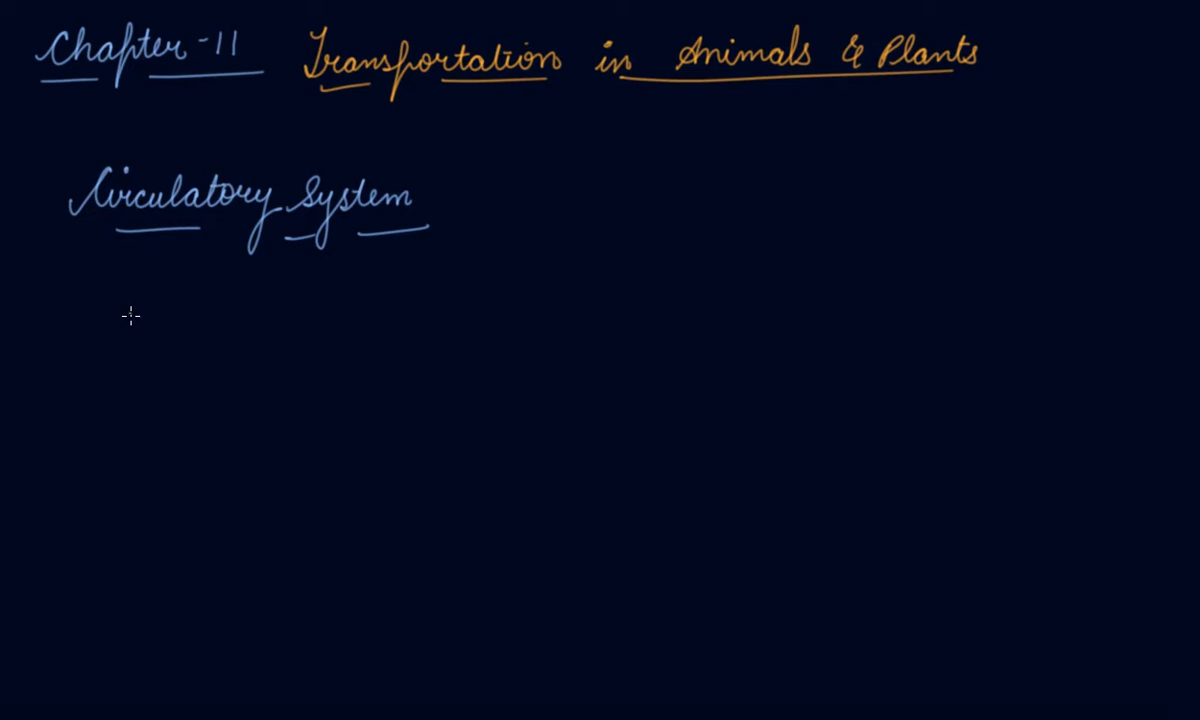 Chapter-11 Transportation in Animals & Plants
Circulatory System